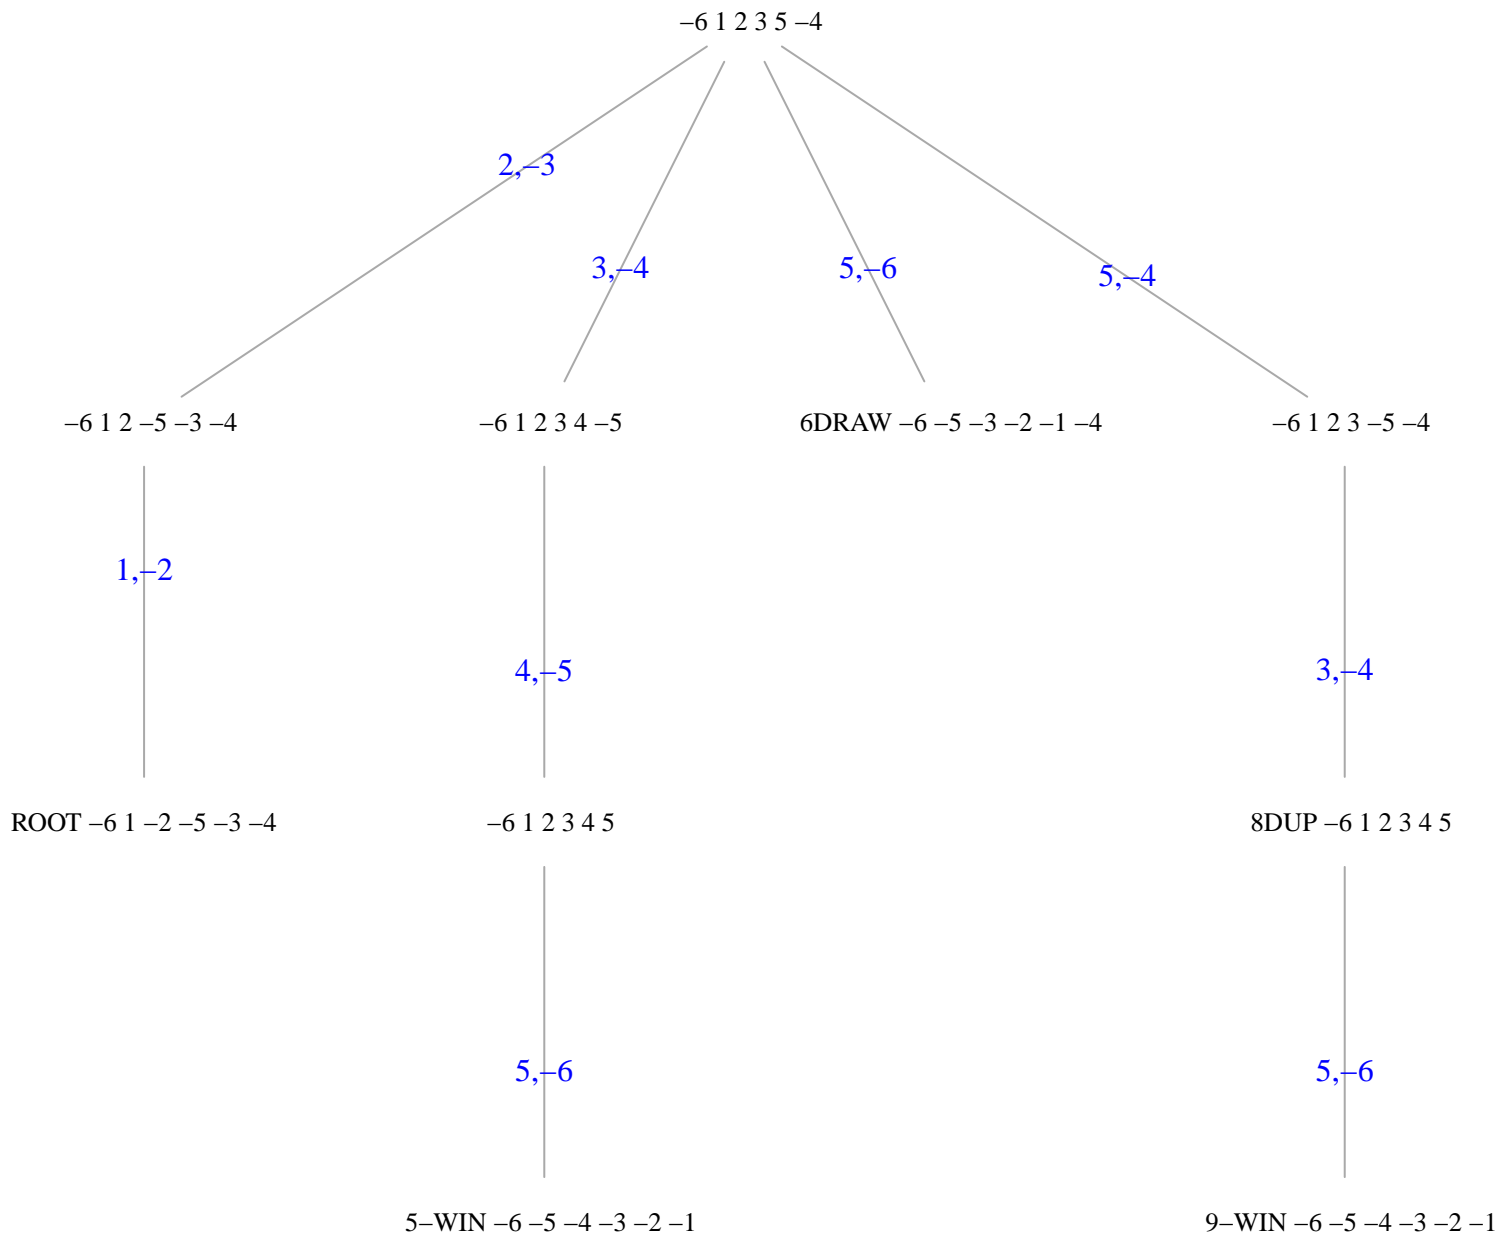 –6 1 2 3 5 –4
2,–3
3,–4
5,–6
5,–4
–6 1 2 –5 –3 –4
–6 1 2 3 4 –5
6DRAW –6 –5 –3 –2 –1 –4
–6 1 2 3 –5 –4
1,–2
4,–5
3,–4
ROOT –6 1 –2 –5 –3 –4
–6 1 2 3 4 5
8DUP –6 1 2 3 4 5
5,–6
5,–6
5–WIN –6 –5 –4 –3 –2 –1
9–WIN –6 –5 –4 –3 –2 –1